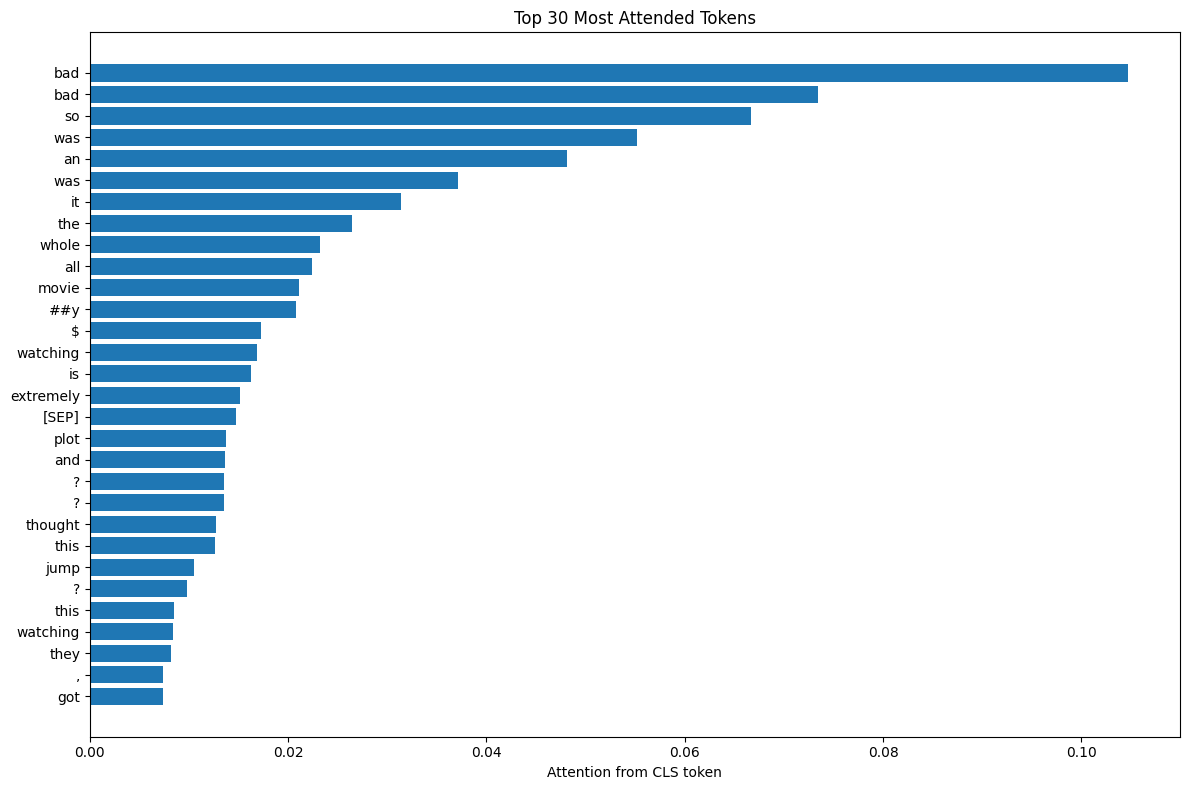 Top 30 Most Attended Tokens
bad
bad
so
was
an
was
it
the
whole
all
movie
##y
$
watching
is
extremely
[SEP]
plot
and
?
?
thought
this
jump
?
this
watching
they
,
got
0.00 0.02 0.04 0.06 0.08 0.10
Attention from CLS token